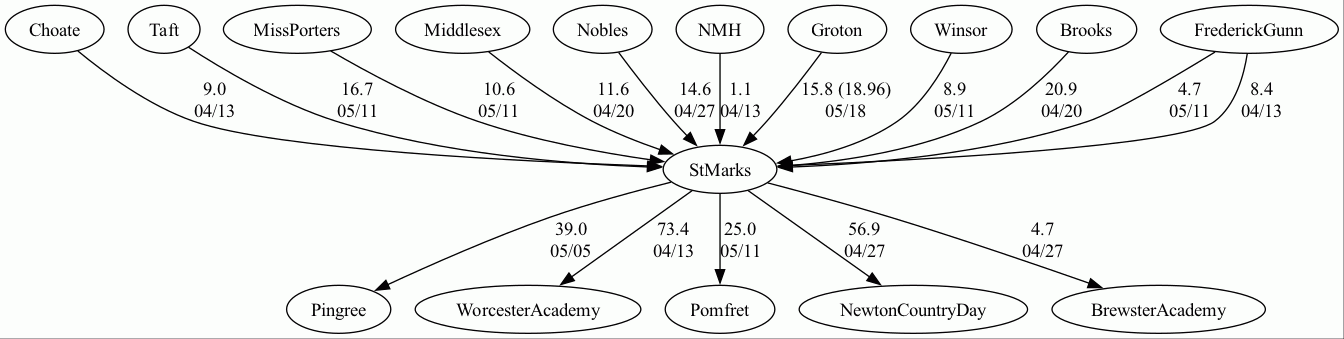 Choate Taft MissPorters Middlesex Nobles NMH Groton Winsor Brooks FrederickGunn
9.0 16.7 10.6 11.6 14.6 1.1 15.8 (18.96) 8.9 20.9 4.7 8.4
04/13 05/11 05/11 04/20 04/27 04/13 05/18 05/11 04/20 05/11 04/13
StMarks
39.0 73.4 25.0 56.9 4.7
05/05 04/13 05/11 04/27 04/27
Pingree WorcesterAcademy Pomfret NewtonCountryDay BrewsterAcademy